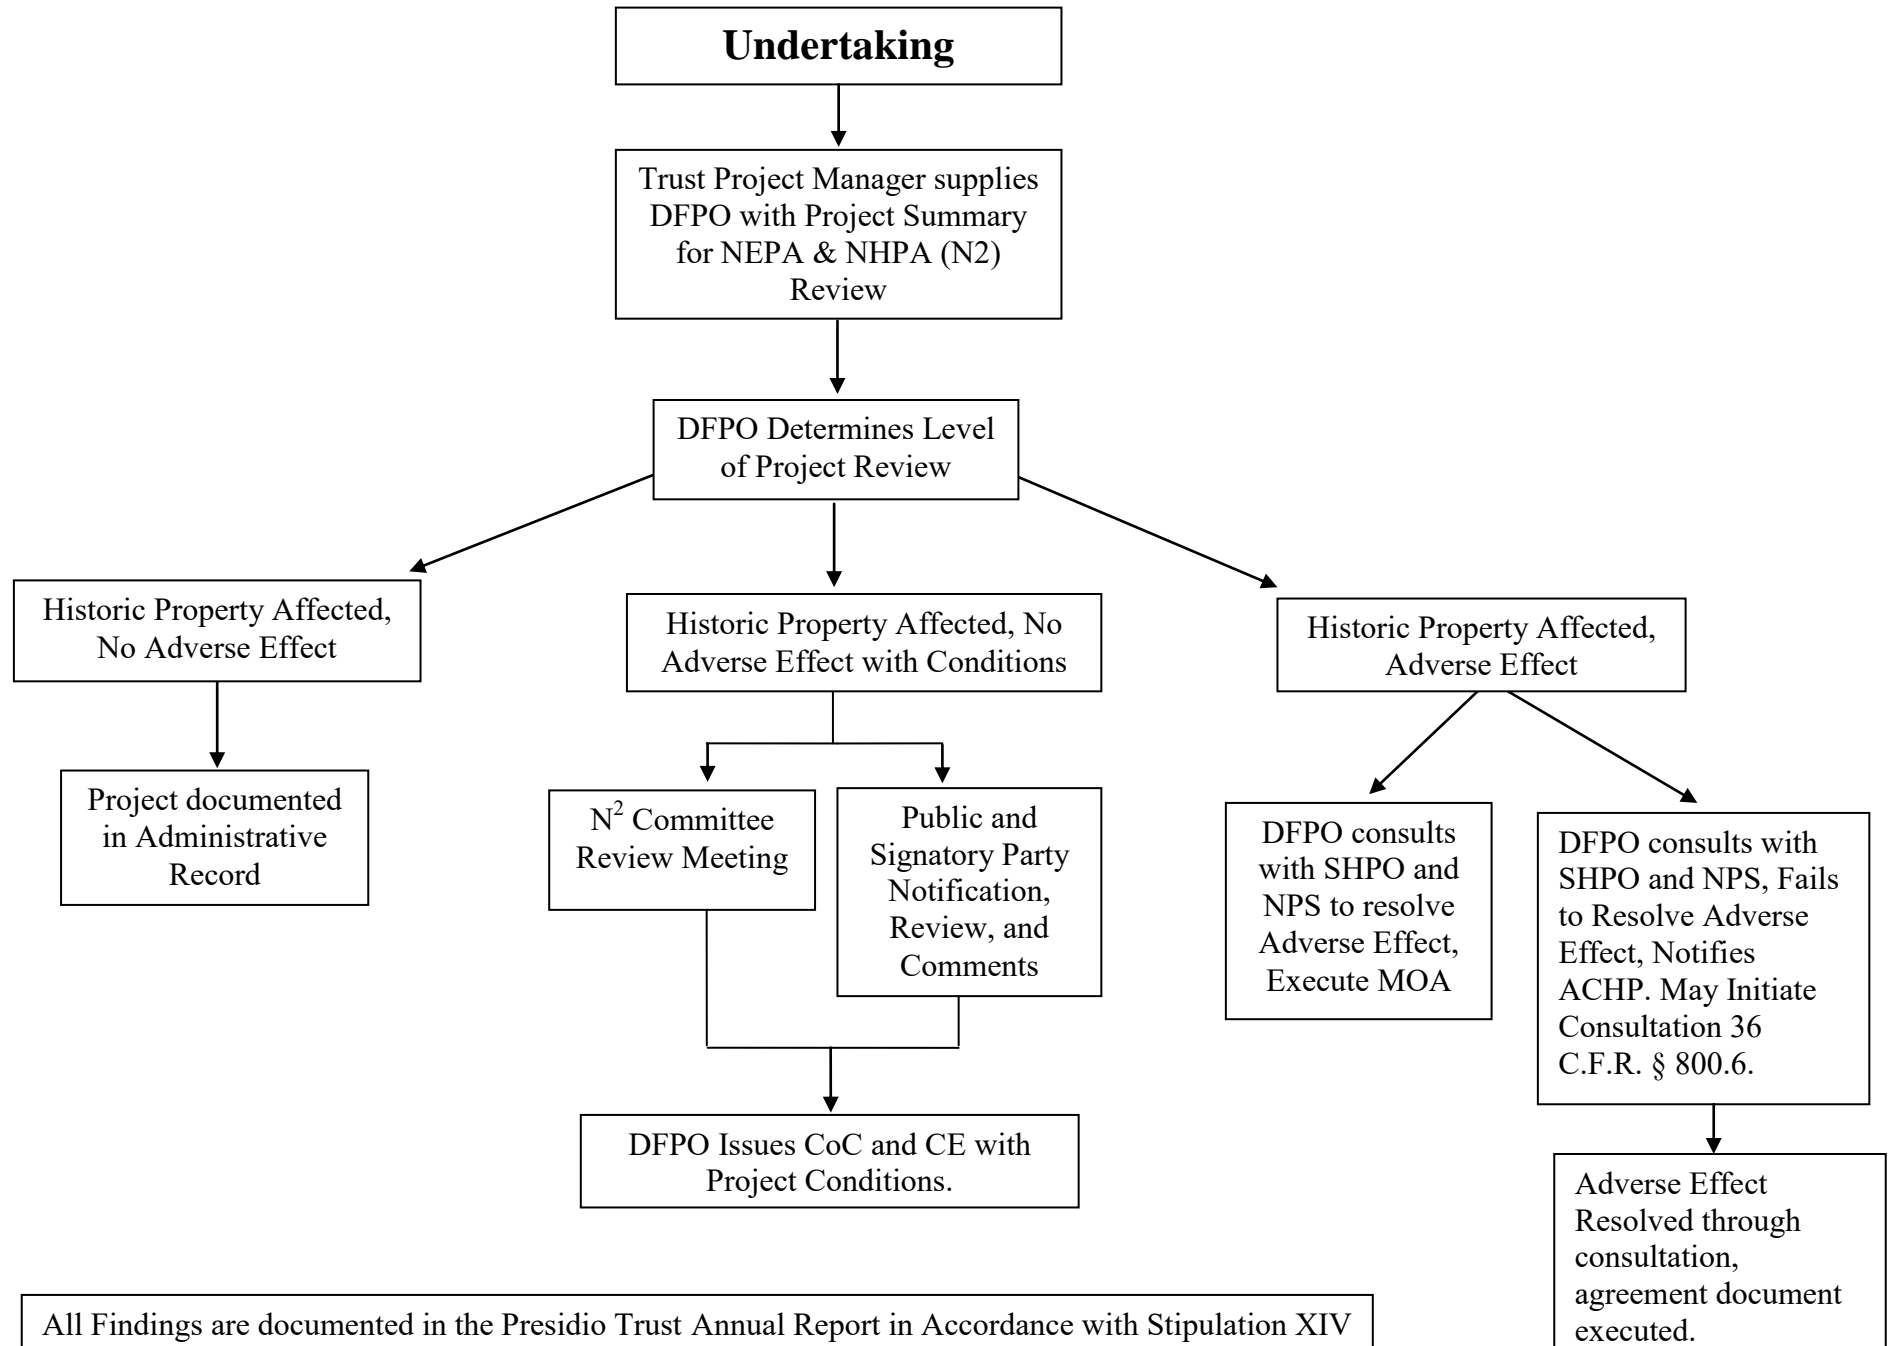 Undertaking
Trust Project Manager supplies
DFPO with Project Summary
for NEPA & NHPA (N2)
Review
DFPO Determines Level
of Project Review
Historic Property Affected,
No Adverse Effect
Historic Property Affected, No
Adverse Effect with Conditions
Historic Property Affected,
Adverse Effect
Project documented
in Administrative
Record
N² Committee
Review Meeting
Public and
Signatory Party
Notification,
Review, and
Comments
DFPO consults
with SHPO and
NPS to resolve
Adverse Effect,
Execute MOA
DFPO consults with
SHPO and NPS, Fails
to Resolve Adverse
Effect, Notifies
ACHP. May Initiate
Consultation 36
C.F.R. § 800.6.
DFPO Issues CoC and CE with
Project Conditions.
Adverse Effect
Resolved through
consultation,
agreement document
executed.
All Findings are documented in the Presidio Trust Annual Report in Accordance with Stipulation XIV